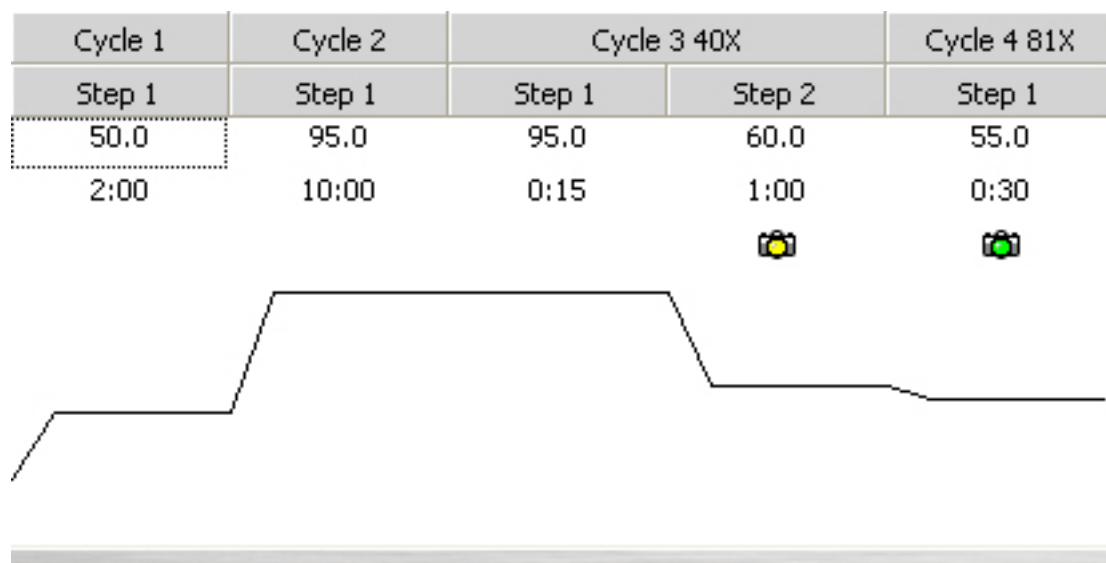 Cycle 1 Cycle 2 Cycle 3 40X Cycle 4 81X
Step 1 Step 1 Step 1 Step 2 Step 1
50.0 95.0 95.0 60.0 55.0
2:00 10:00 0:15 1:00 0:30